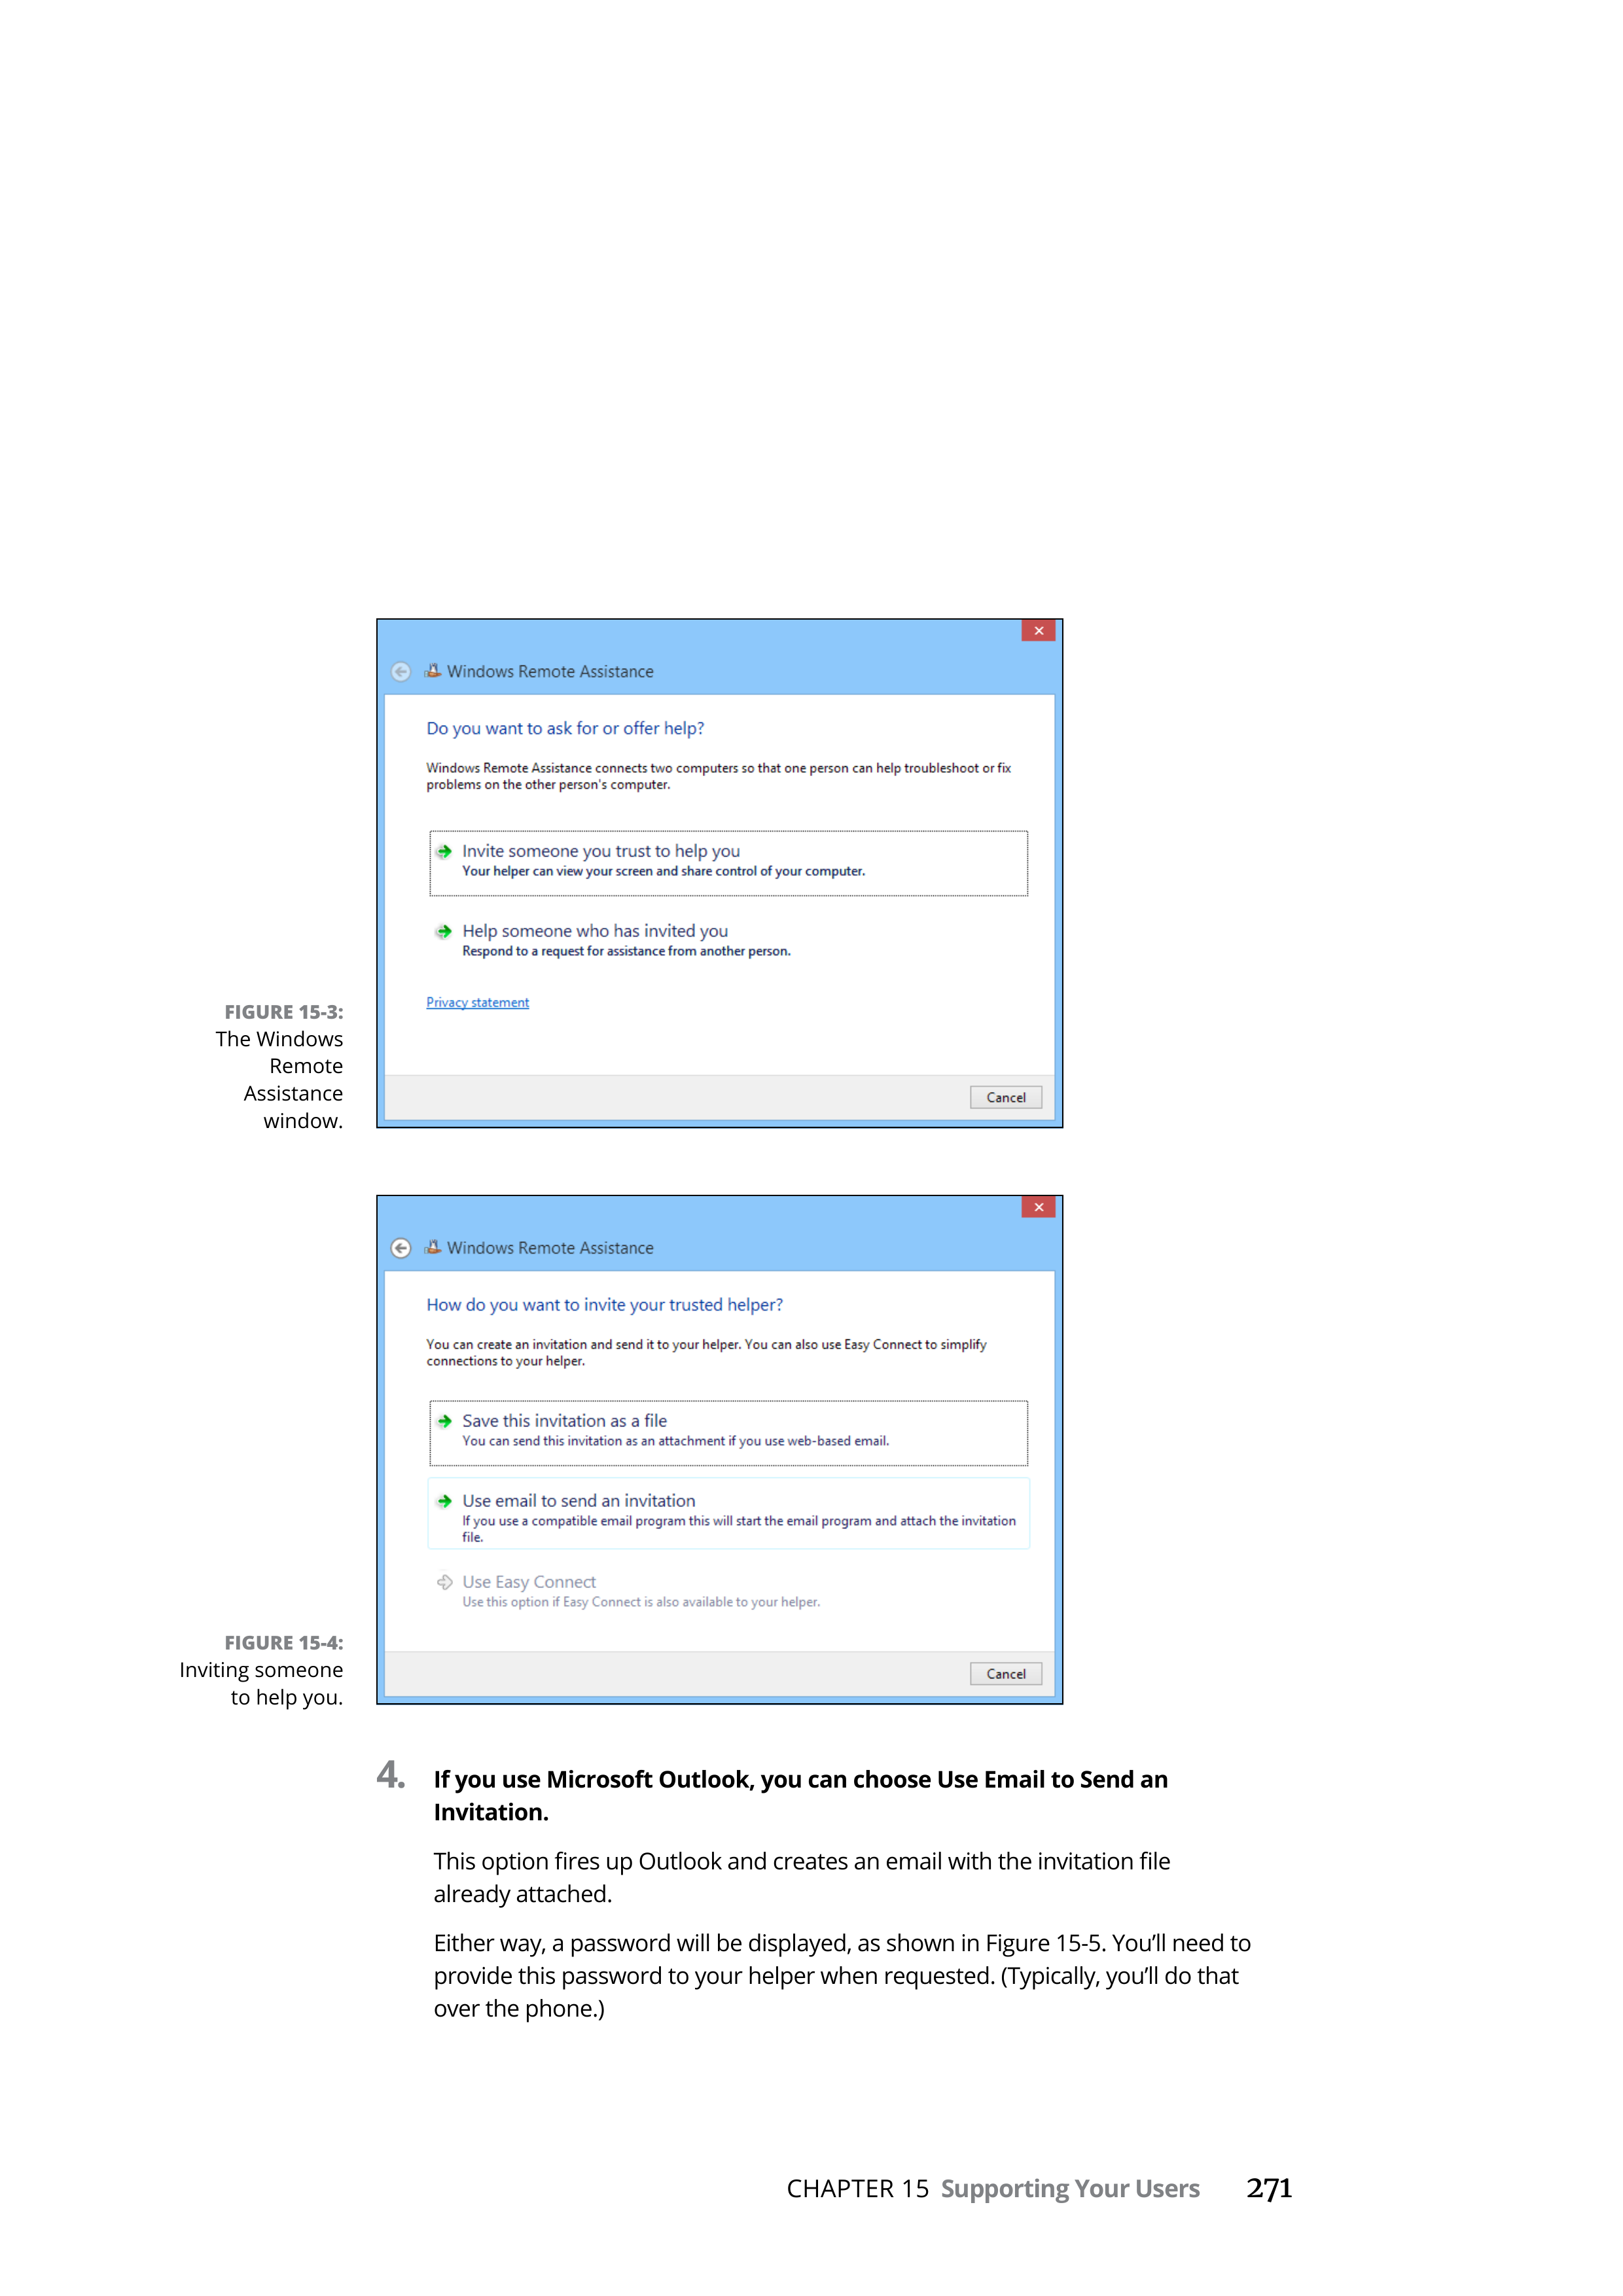 Windows Remote Assistance
Do you want to ask for or offer help?
Windows Remote Assistance connects two computers so that one person can help troubleshoot or fix
problems on the other person's computer.
Invite someone you trust to help you
Your helper can view your screen and share control of your computer.
Help someone who has invited you
Respond to a request for assistance from another person.
Privacy statement
Cancel
FIGURE 15-3:
The Windows
Remote
Assistance
window.
Windows Remote Assistance
How do you want to invite your trusted helper?
You can create an invitation and send it to your helper. You can also use Easy Connect to simplify
connections to your helper.
Save this invitation as a file
You can send this invitation as an attachment if you use web-based email.
Use email to send an invitation
If you use a compatible email program this will start the email program and attach the invitation
file.
Use Easy Connect
Use this option if Easy Connect is also available to your helper.
Cancel
FIGURE 15-4:
Inviting someone
to help you.
4. If you use Microsoft Outlook, you can choose Use Email to Send an
Invitation.
This option fires up Outlook and creates an email with the invitation file
already attached.
Either way, a password will be displayed, as shown in Figure 15-5. You’ll need to
provide this password to your helper when requested. (Typically, you’ll do that
over the phone.)
CHAPTER 15 Supporting Your Users 271